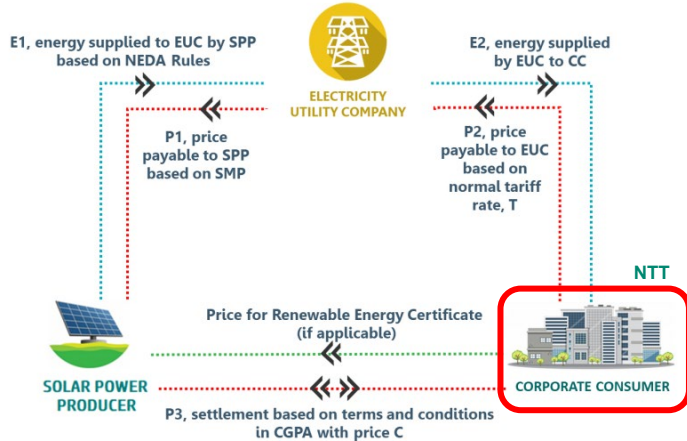 E1, energy supplied to EUC by SPP
based on NEDA Rules
ELECTRICITY
UTILITY COMPANY
E2, energy supplied
by EUC to CC
P1, price
payable to SPP
based on SMP
P2, price
payable to EUC
based on
normal tariff
rate, T
NTT
Price for Renewable Energy Certificate
(if applicable)
SOLAR POWER
PRODUCER
CORPORATE CONSUMER
P3, settlement based on terms and conditions
in CGPA with price C